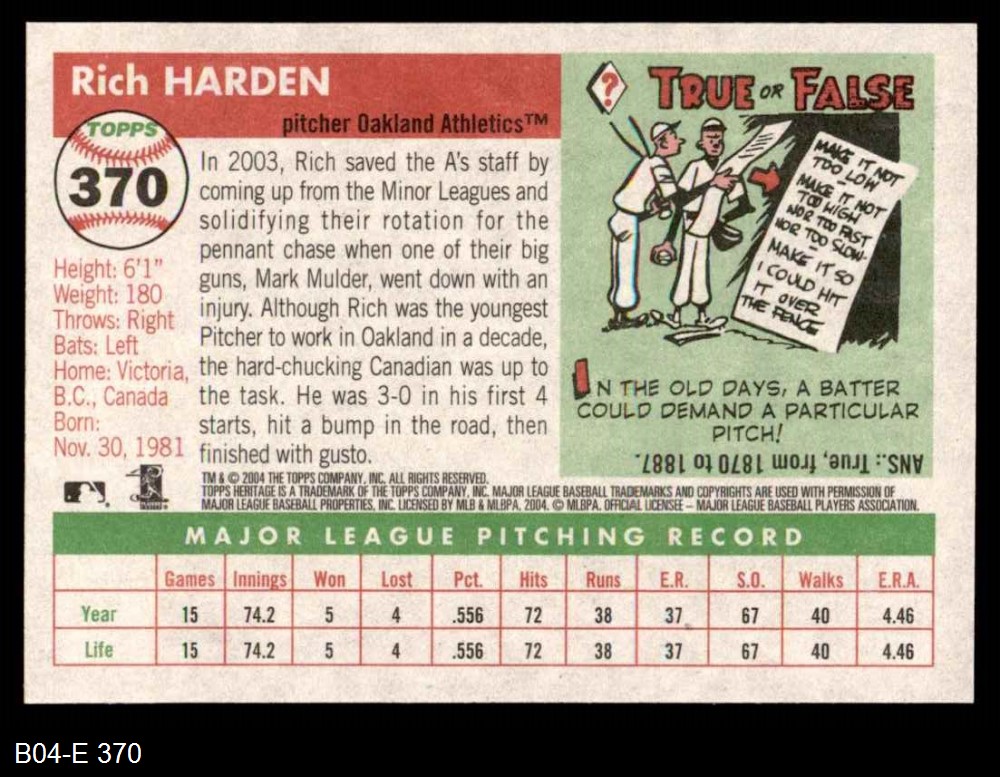 Rich HARDEN
pitcher Oakland Athletics™
TOPPS
370
In 2003, Rich saved the A's staff by
coming up from the Minor Leagues and
solidifying their rotation for the
pennant chase when one of their big
guns, Mark Mulder, went down with an
injury. Although Rich was the youngest
Pitcher to work in Oakland in a decade,
the hard-chucking Canadian was up to
the task. He was 3-0 in his first 4
starts, hit a bump in the road, then
finished with gusto.
Height: 6'1"
Weight: 180
Throws: Right
Bats: Left
Home: Victoria,
B.C., Canada
Born:
Nov. 30, 1981
?
TRUE OR FALSE
MAKE IT NOT
TOO LOW
–
MAKE IT NOT
TOO HIGH
NOR TOO FAST
NOR TOO SLOW-
MAKE IT SO
I COULD HIT
IT OVER
THE FENCE
IN THE OLD DAYS, A BATTER
COULD DEMAND A PARTICULAR
PITCH!
ANS.: True, from 1870 to 1887.
TM & © 2004 THE TOPPS COMPANY, INC. ALL RIGHTS RESERVED.
TOPPS HERITAGE IS A TRADEMARK OF THE TOPPS COMPANY, INC. MAJOR LEAGUE BASEBALL TRADEMARKS AND COPYRIGHTS ARE USED WITH PERMISSION OF
MAJOR LEAGUE BASEBALL PROPERTIES, INC. LICENSED BY MLB & MLBPA, 2004. © MLBPA. OFFICIAL LICENSEE – MAJOR LEAGUE BASEBALL PLAYERS ASSOCIATION.
MAJOR LEAGUE PITCHING RECORD
Games Innings Won Lost Pct. Hits Runs E.R. S.O. Walks E.R.A.
Year 15 74.2 5 4 .556 72 38 37 67 40 4.46
Life 15 74.2 5 4 .556 72 38 37 67 40 4.46
B04-E 370